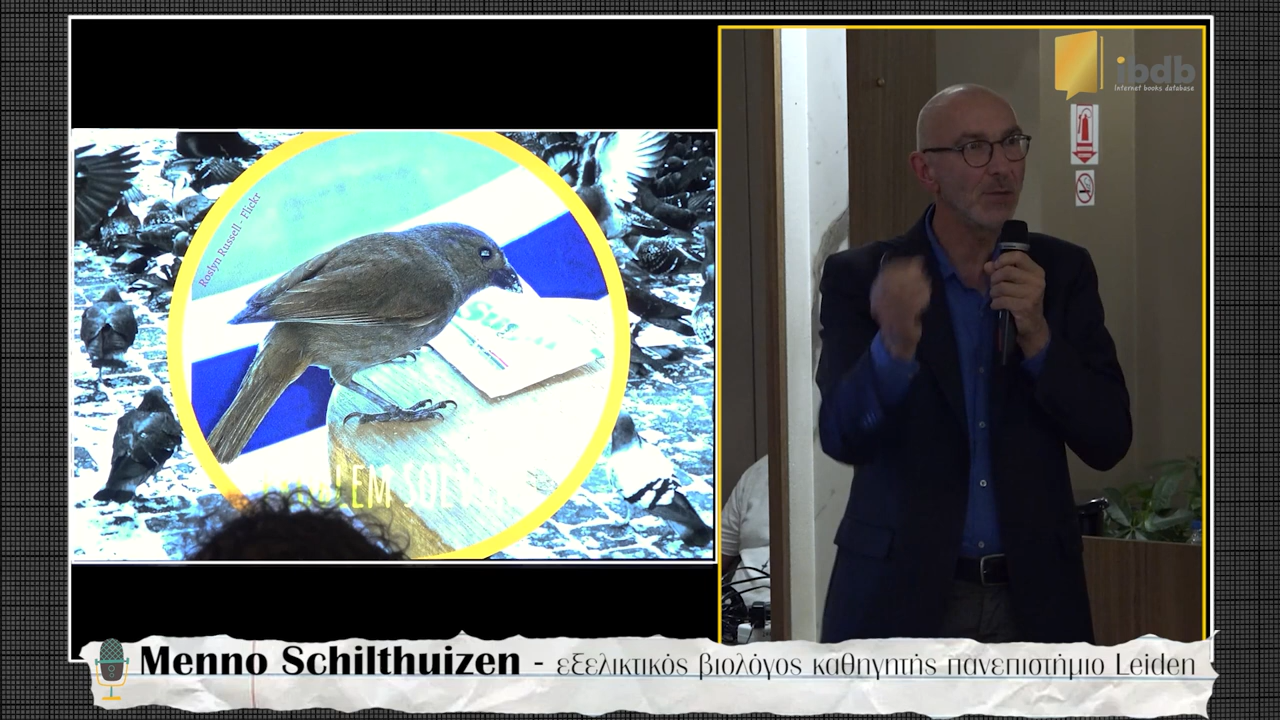 ibdb
Internet books database
Roslyn Russell - Flickr
Menno Schilthuizen - εξελικτικός βιολόγος καθηγητής πανεπιστήμιο Leiden